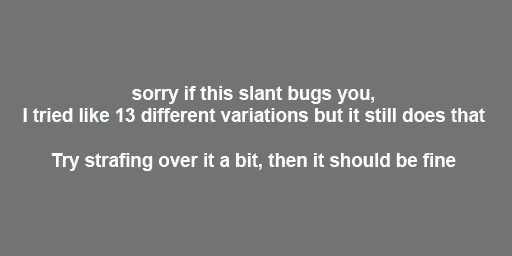 sorry if this slant bugs you,
I tried like 13 different variations but it still does that
Try strafing over it a bit, then it should be fine